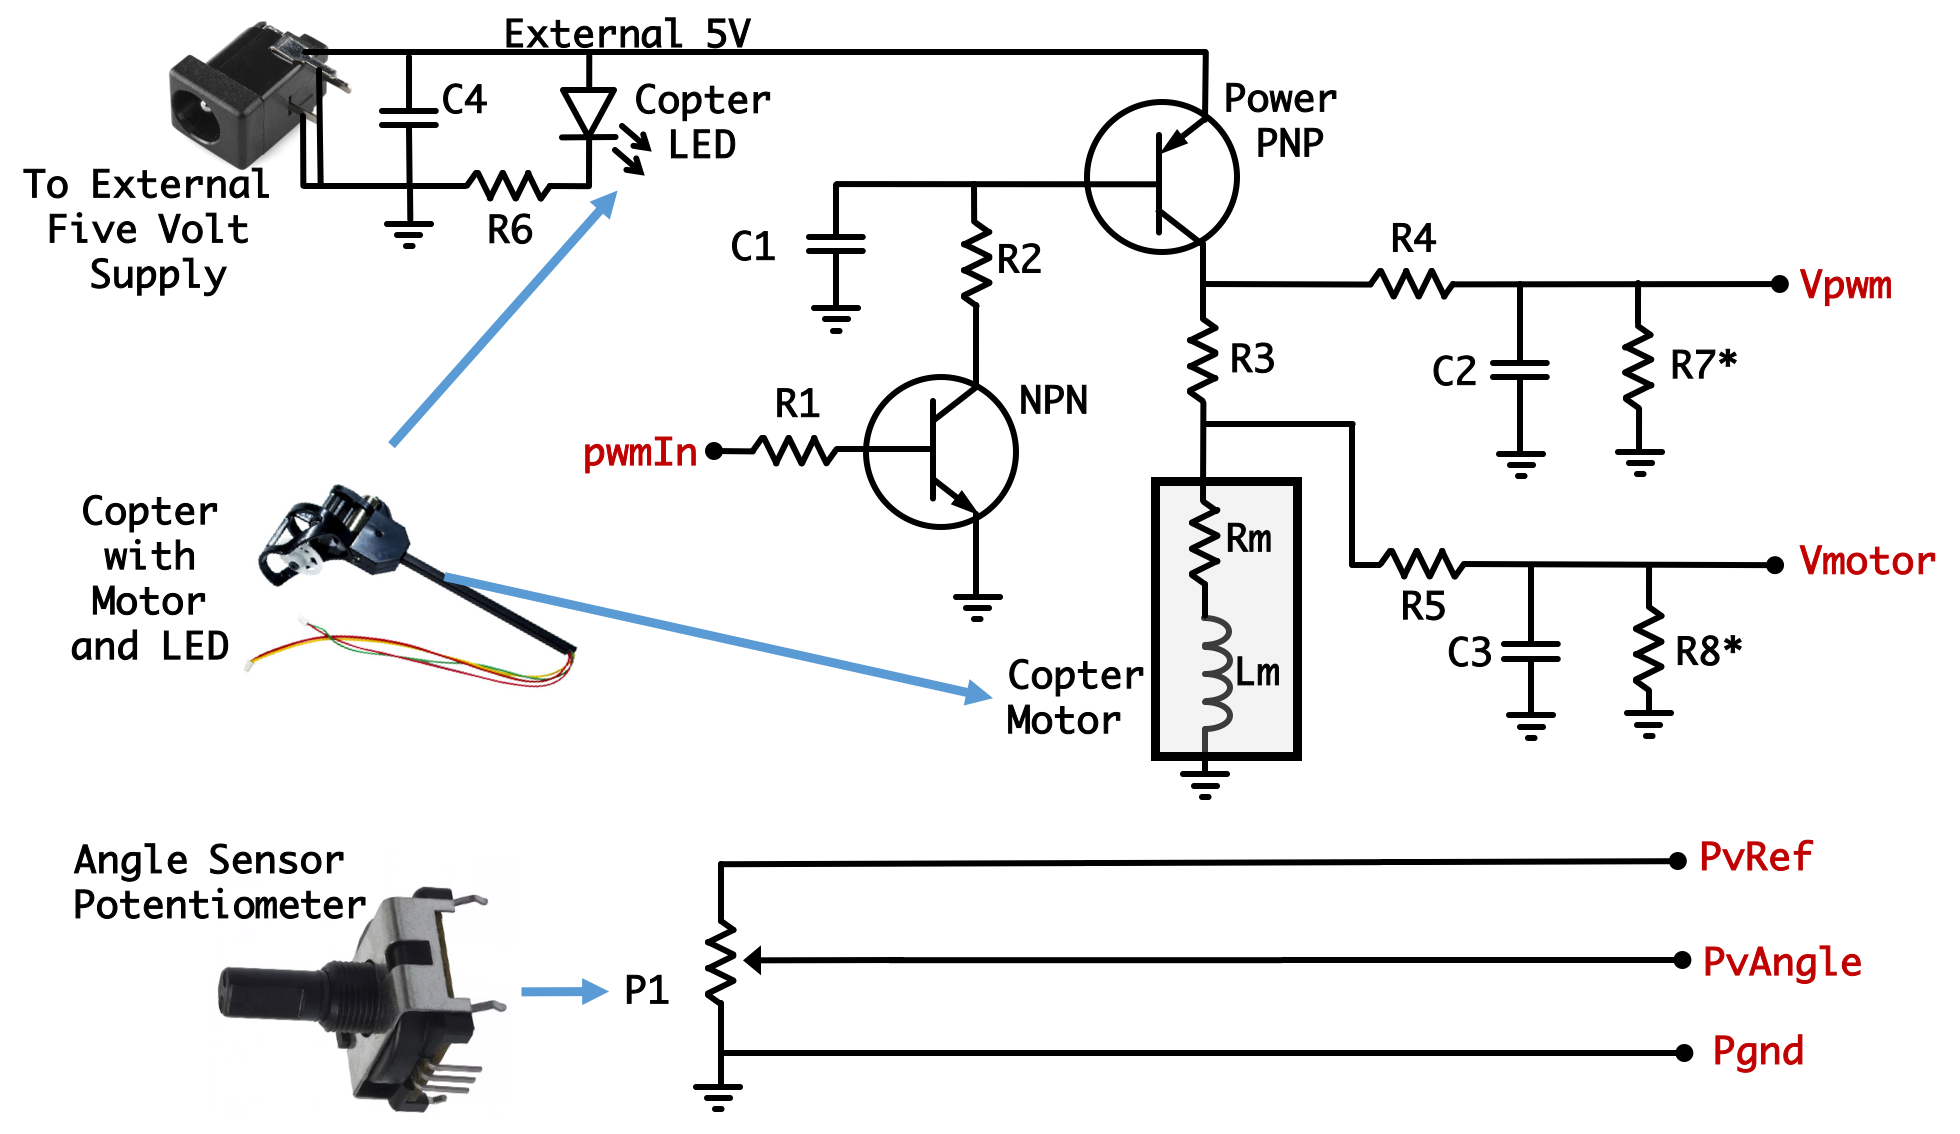 External 5V
C4
Copter
LED
Power
PNP
To External
Five Volt
Supply
R6
C1
R2
R4
Vpwm
R3
C2
R7*
R1
NPN
pwmIn
Copter
with
Motor
and LED
Rm
Lm
Vmotor
R5
C3
R8*
Copter
Motor
Angle Sensor
Potentiometer
P1
PvRef
PvAngle
Pgnd